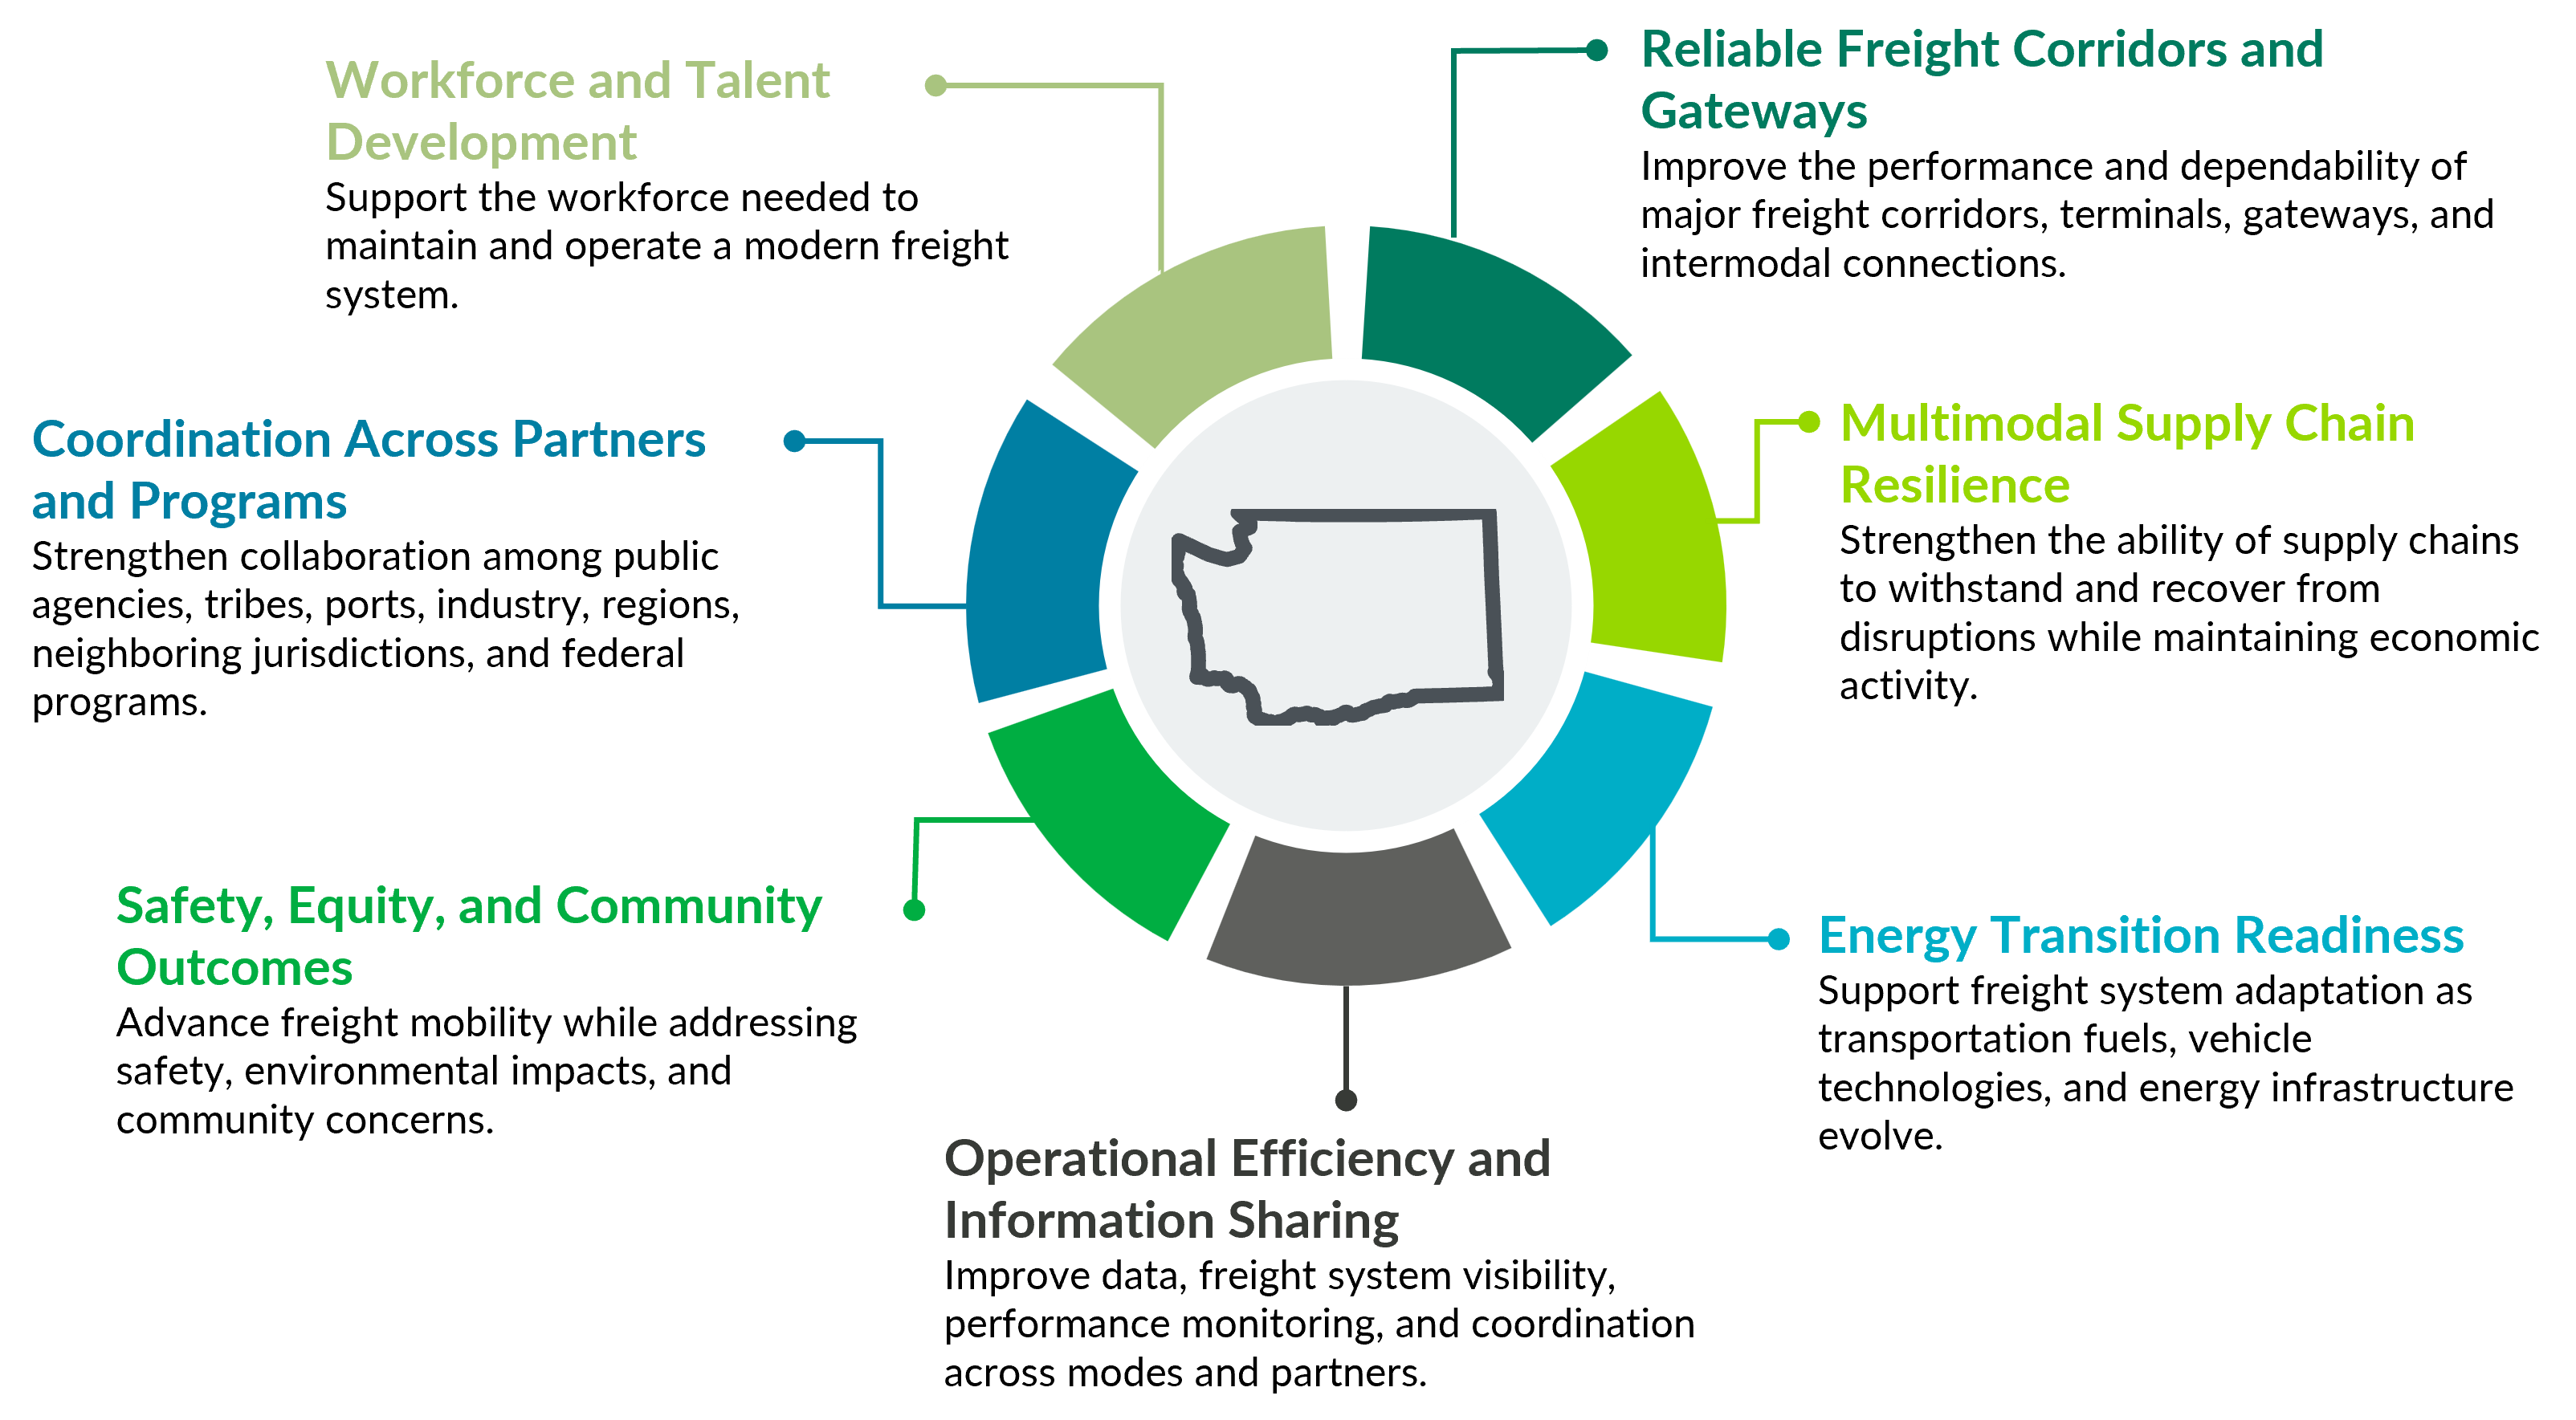 Workforce and Talent
Development
Support the workforce needed to
maintain and operate a modern freight
system.
Reliable Freight Corridors and
Gateways
Improve the performance and dependability of
major freight corridors, terminals, gateways, and
intermodal connections.
Coordination Across Partners
and Programs
Strengthen collaboration among public
agencies, tribes, ports, industry, regions,
neighboring jurisdictions, and federal
programs.
Multimodal Supply Chain
Resilience
Strengthen the ability of supply chains
to withstand and recover from
disruptions while maintaining economic
activity.
Safety, Equity, and Community
Outcomes
Advance freight mobility while addressing
safety, environmental impacts, and
community concerns.
Energy Transition Readiness
Support freight system adaptation as
transportation fuels, vehicle
technologies, and energy infrastructure
evolve.
Operational Efficiency and
Information Sharing
Improve data, freight system visibility,
performance monitoring, and coordination
across modes and partners.